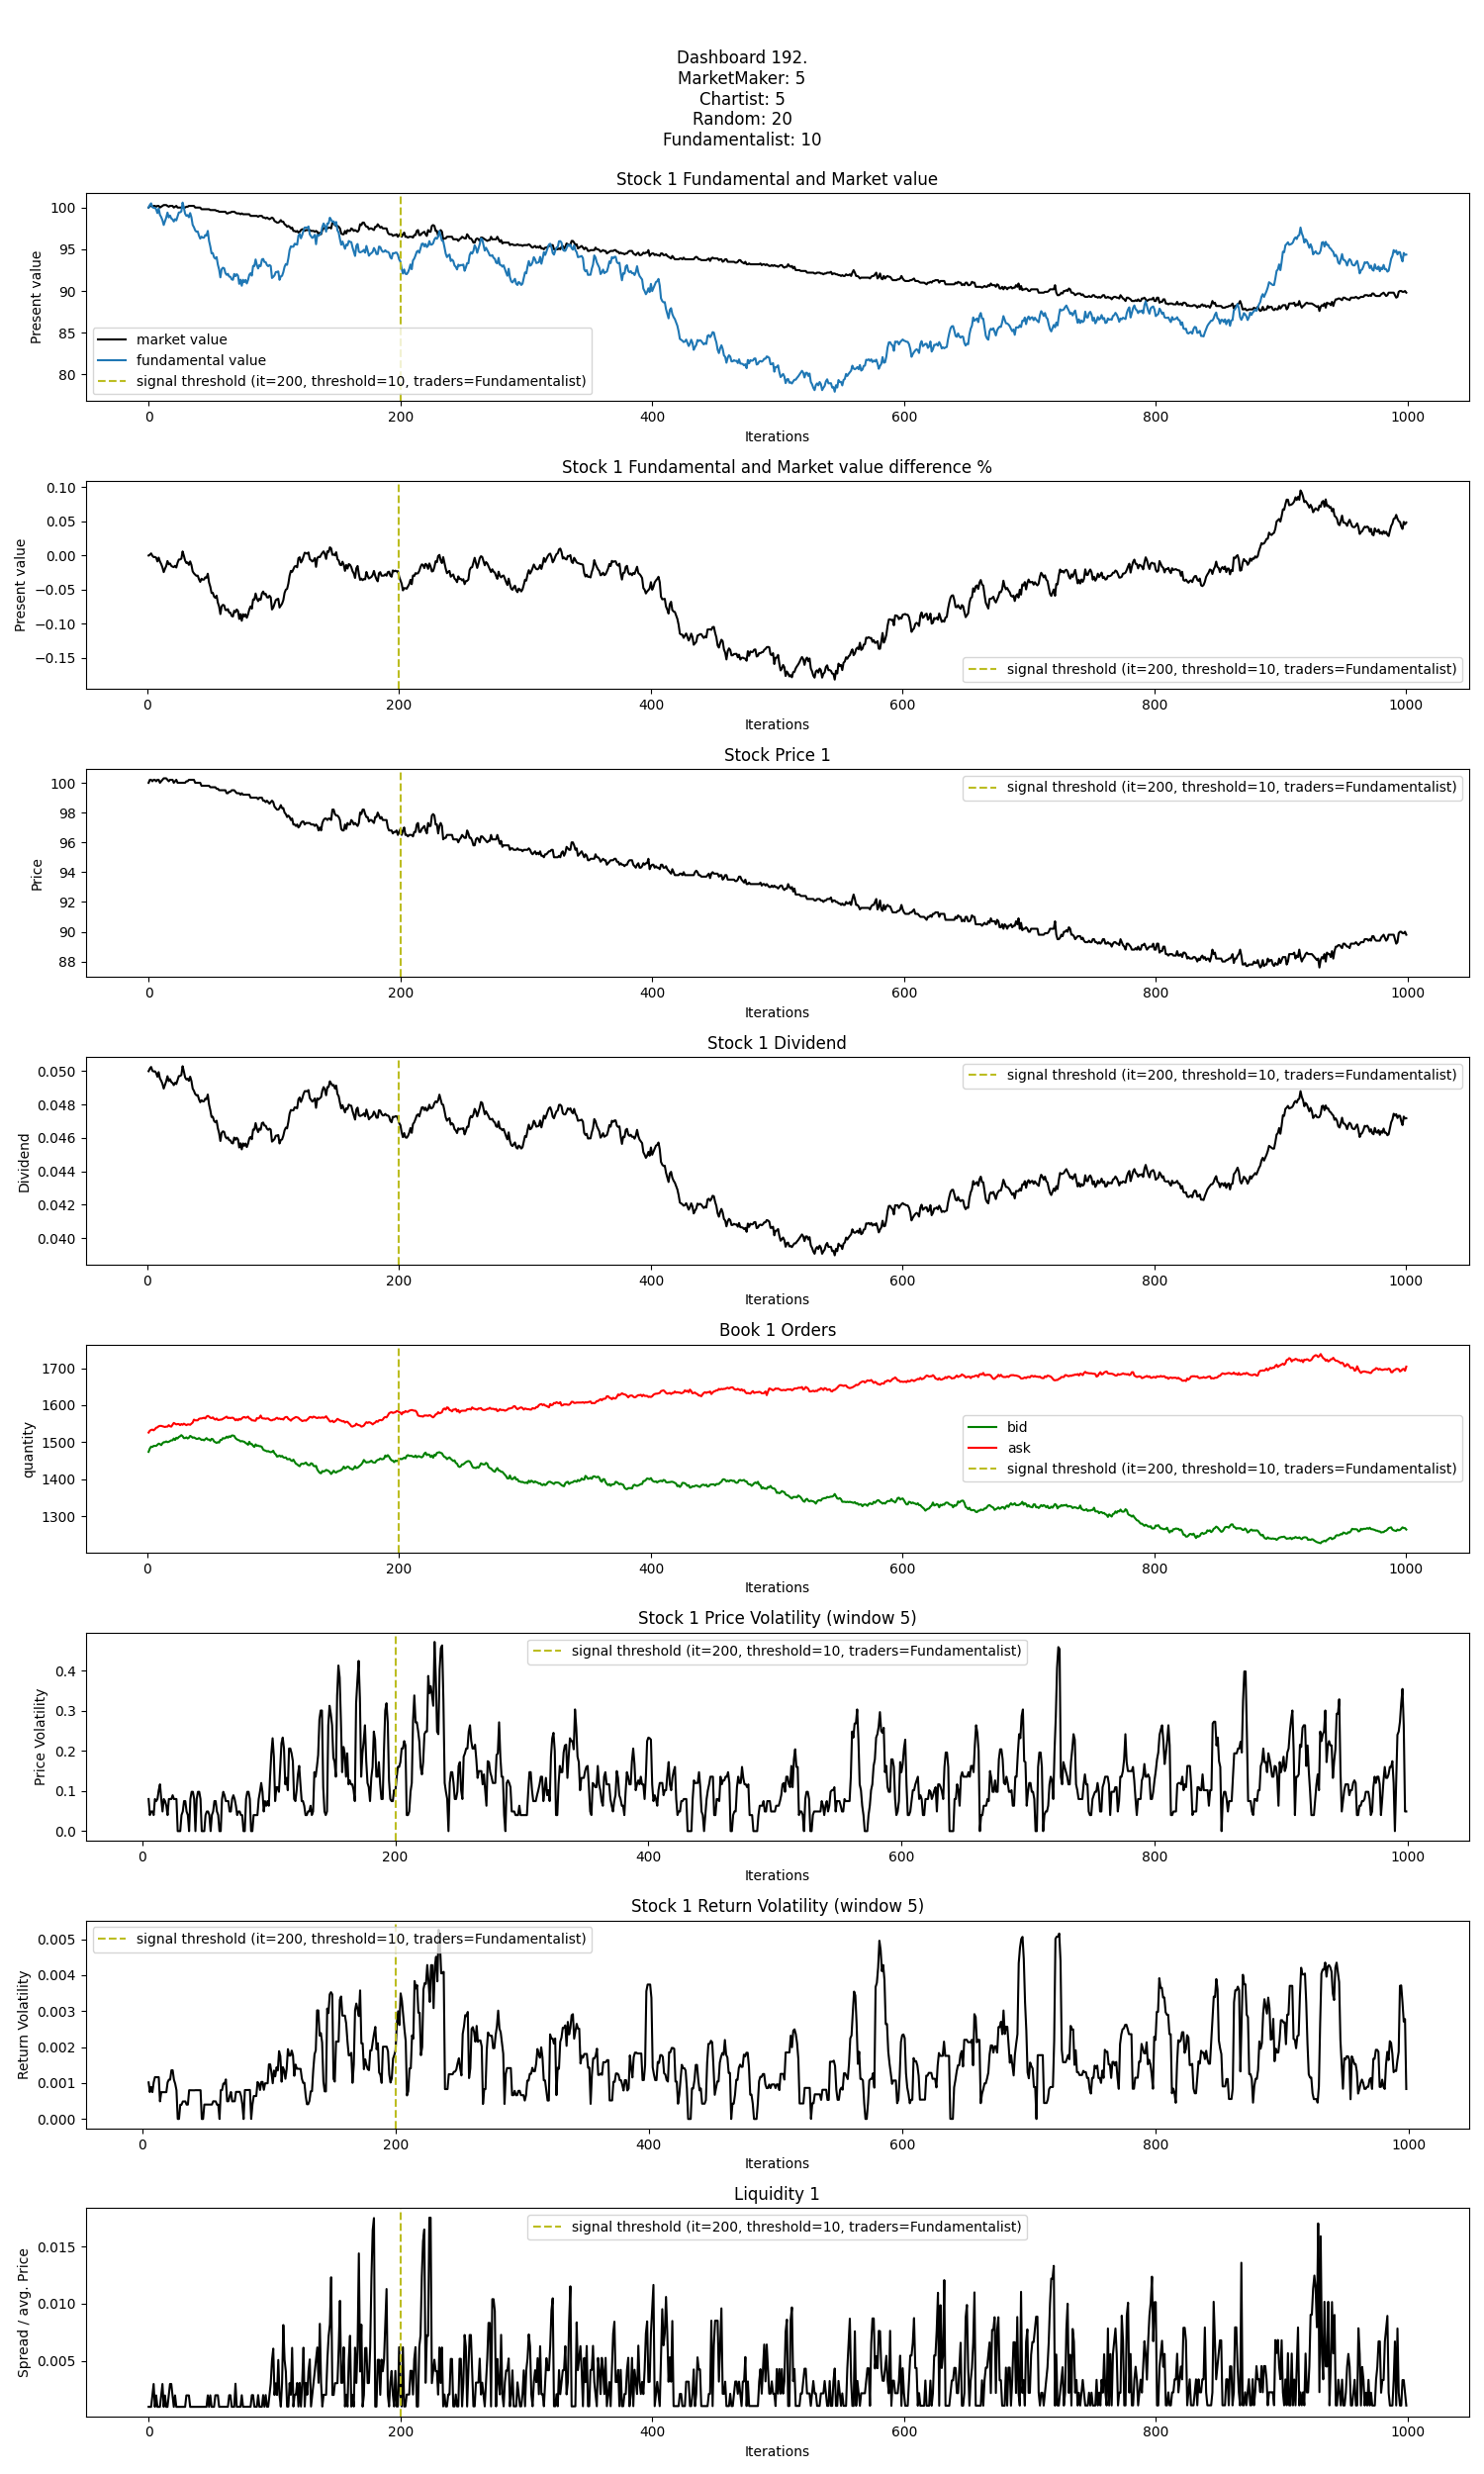 Dashboard 192.
MarketMaker: 5
Chartist: 5
Random: 20
Fundamentalist: 10
Stock 1 Fundamental and Market value
Present value
100
95
90
85
80
market value
fundamental value
signal threshold (it=200, threshold=10, traders=Fundamentalist)
0 200 400 600 800 1000
Iterations
Stock 1 Fundamental and Market value difference %
Present value
0.10
0.05
0.00
−0.05
−0.10
−0.15
signal threshold (it=200, threshold=10, traders=Fundamentalist)
0 200 400 600 800 1000
Iterations
Stock Price 1
Price
100
98
96
94
92
90
88
signal threshold (it=200, threshold=10, traders=Fundamentalist)
0 200 400 600 800 1000
Iterations
Stock 1 Dividend
Dividend
0.050
0.048
0.046
0.044
0.042
0.040
signal threshold (it=200, threshold=10, traders=Fundamentalist)
0 200 400 600 800 1000
Iterations
Book 1 Orders
quantity
1700
1600
1500
1400
1300
bid
ask
signal threshold (it=200, threshold=10, traders=Fundamentalist)
0 200 400 600 800 1000
Iterations
Stock 1 Price Volatility (window 5)
Price Volatility
0.4
0.3
0.2
0.1
0.0
signal threshold (it=200, threshold=10, traders=Fundamentalist)
0 200 400 600 800 1000
Iterations
Stock 1 Return Volatility (window 5)
Return Volatility
0.005
0.004
0.003
0.002
0.001
0.000
signal threshold (it=200, threshold=10, traders=Fundamentalist)
0 200 400 600 800 1000
Iterations
Liquidity 1
Spread / avg. Price
0.015
0.010
0.005
signal threshold (it=200, threshold=10, traders=Fundamentalist)
0 200 400 600 800 1000
Iterations